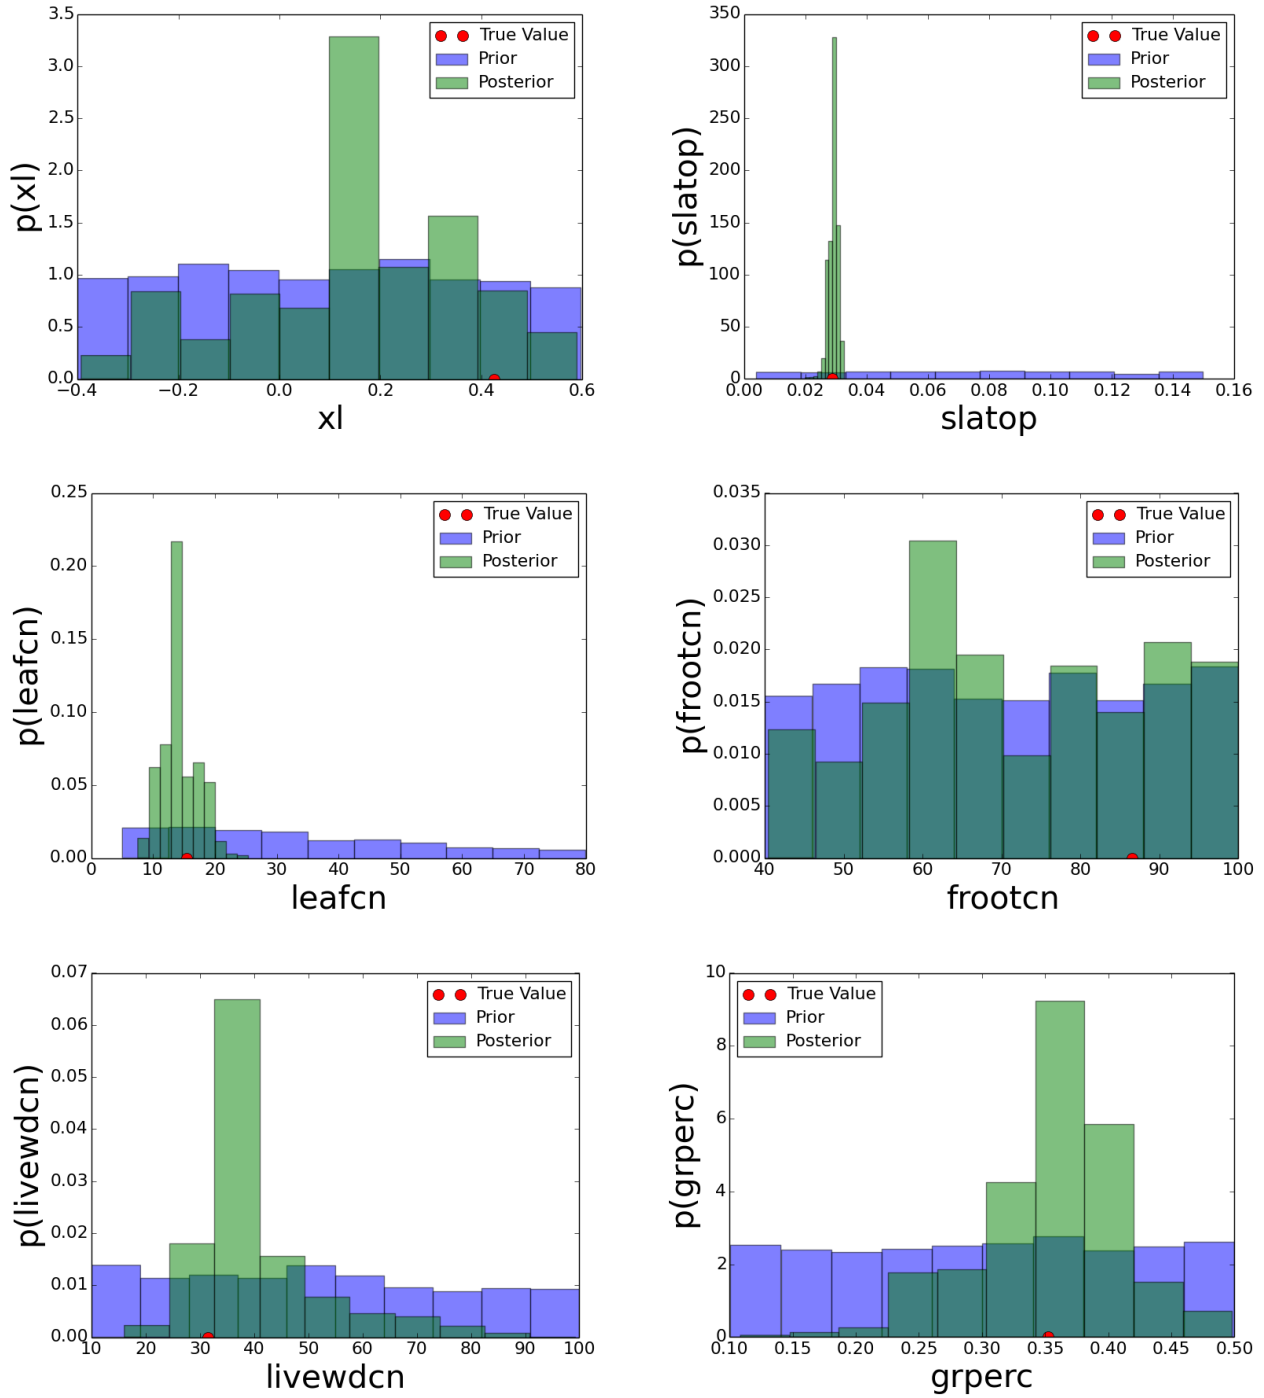 3.5
3.0
2.5
2.0
1.5
1.0
0.5
0.0
p(xl)
True Value
Prior
Posterior
−0.4 −0.2 0.0 0.2 0.4 0.6
xl
350
300
250
200
150
100
50
0
p(slatop)
True Value
Prior
Posterior
0.00 0.02 0.04 0.06 0.08 0.10 0.12 0.14 0.16
slatop
0.25
0.20
0.15
0.10
0.05
0.00
p(leafcn)
True Value
Prior
Posterior
0 10 20 30 40 50 60 70 80
leafcn
0.035
0.030
0.025
0.020
0.015
0.010
0.005
0.000
p(frootcn)
True Value
Prior
Posterior
40 50 60 70 80 90 100
frootcn
0.07
0.06
0.05
0.04
0.03
0.02
0.01
0.00
p(livewdcn)
True Value
Prior
Posterior
10 20 30 40 50 60 70 80 90 100
livewdcn
10
8
6
4
2
0
p(grperc)
True Value
Prior
Posterior
0.10 0.15 0.20 0.25 0.30 0.35 0.40 0.45 0.50
grperc